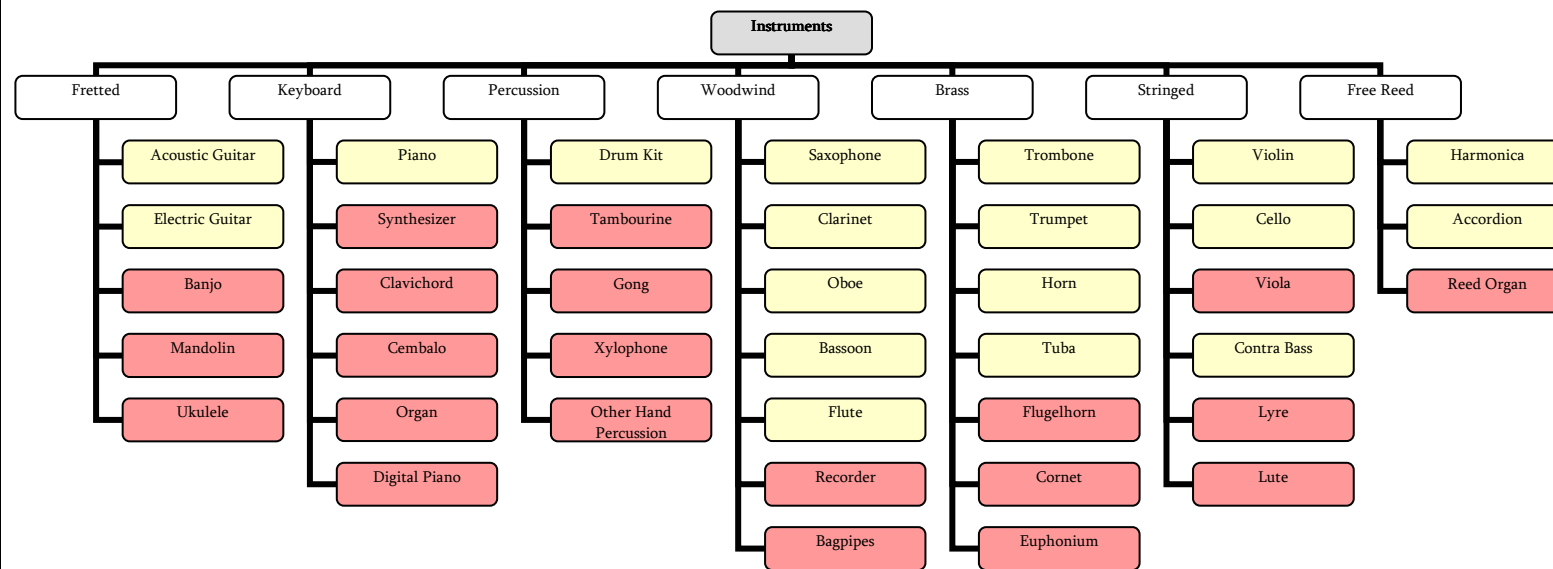 Instruments
Fretted
Keyboard
Percussion
Woodwind
Brass
Stringed
Free Reed
Acoustic Guitar
Electric Guitar
Banjo
Mandolin
Ukulele
Piano
Synthesizer
Clavichord
Cembalo
Organ
Digital Piano
Drum Kit
Tambourine
Gong
Xylophone
Other Hand
Percussion
Saxophone
Clarinet
Oboe
Bassoon
Flute
Recorder
Bagpipes
Trombone
Trumpet
Horn
Tuba
Flugelhorn
Cornet
Euphonium
Violin
Cello
Viola
Contra Bass
Lyre
Lute
Harmonica
Accordion
Reed Organ